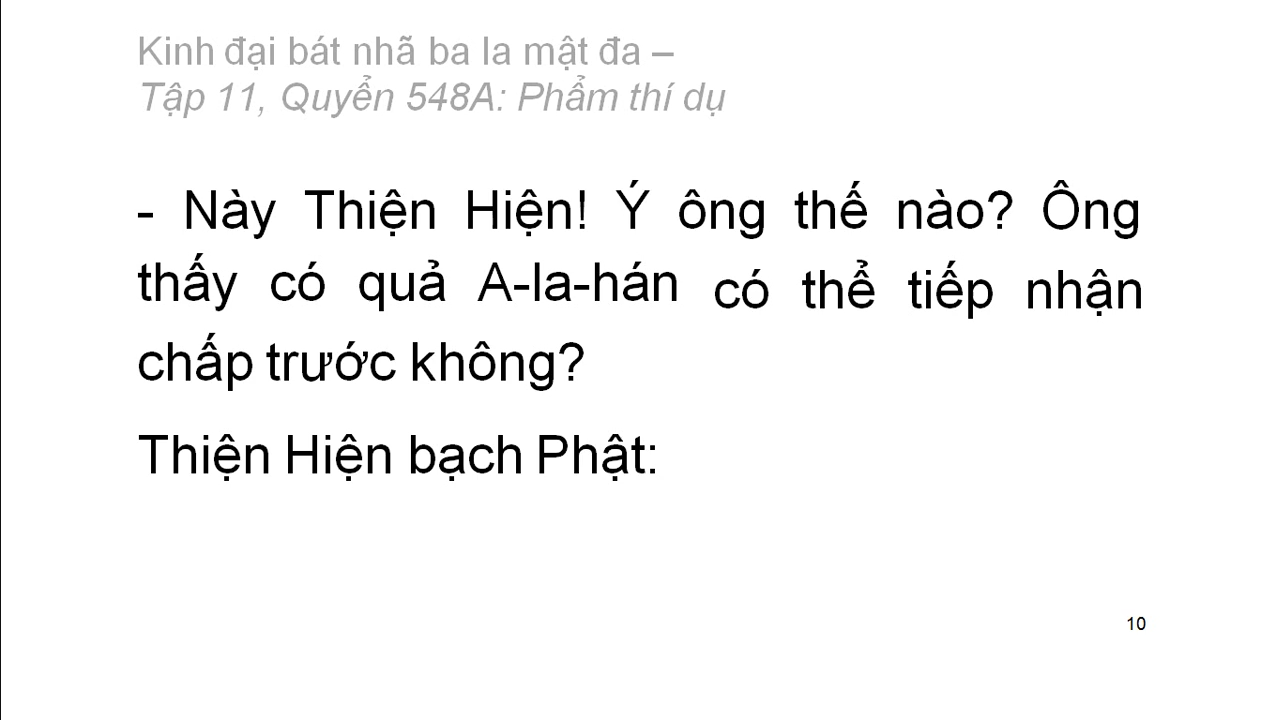 Kinh đại bát nhã ba la mật đa –
Tập 11, Quyển 548A: Phẩm thí dụ
- Này Thiện Hiện! Ý ông thế nào? Ông
thấy có quả A-la-hán có thể tiếp nhận
chấp trước không?
Thiện Hiện bạch Phật:
10